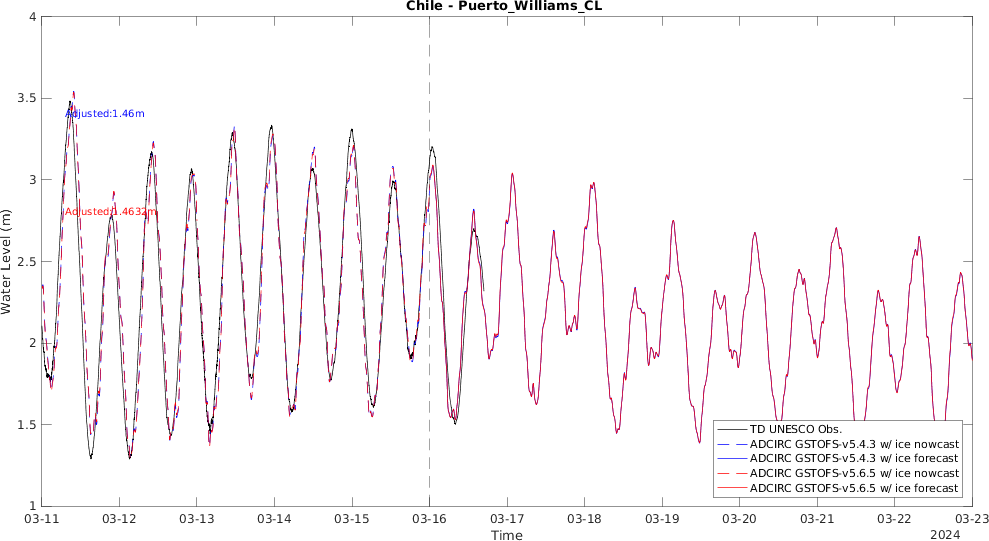 Chile - Puerto_Williams_CL
4
3.5
3
2.5
2
1.5
1
Water Level (m)
Adjusted:1.46m
Adjusted:1.4632m
TD UNESCO Obs.
ADCIRC GSTOFS-v5.4.3 w/ ice nowcast
ADCIRC GSTOFS-v5.4.3 w/ ice forecast
ADCIRC GSTOFS-v5.6.5 w/ ice nowcast
ADCIRC GSTOFS-v5.6.5 w/ ice forecast
03-11 03-12 03-13 03-14 03-15 03-16 03-17 03-18 03-19 03-20 03-21 03-22 03-23
Time
2024